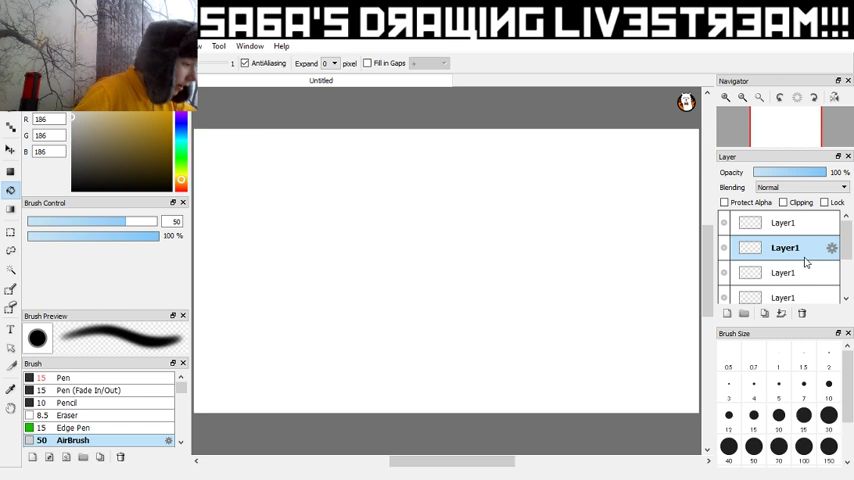 SAGA'S DRAWING LIVESTREAM!!!
Tool Window Help
1 AntiAliasing Expand 0 pixel Fill in Gaps
Untitled
Navigator
R 186
G 186
B 186
Layer
Opacity 100 %
Blending Normal
Protect Alpha Clipping Lock
Brush Control
50
100 %
Layer1
Layer1
Layer1
Layer1
Brush Preview
Brush Size
Brush
15 Pen
15 Pen (Fade In/Out)
10 Pencil
8.5 Eraser
15 Edge Pen
50 AirBrush
0.5 0.7 1 1.5 2
3 4 5 7 10
12 15 20 25 30
40 50 70 100 150